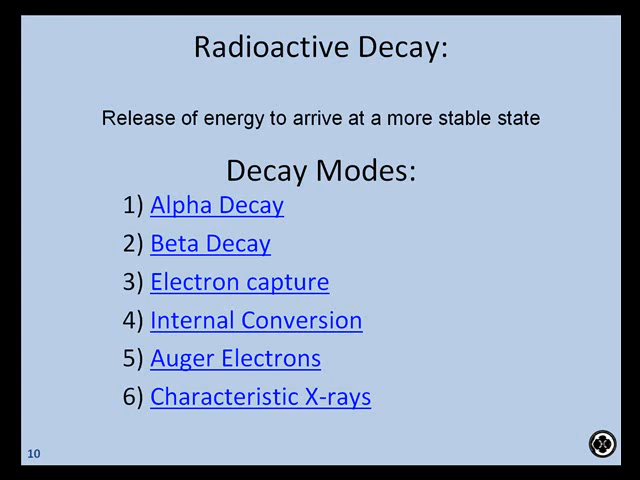 Radioactive Decay:
Release of energy to arrive at a more stable state
Decay Modes:
1) Alpha Decay
2) Beta Decay
3) Electron capture
4) Internal Conversion
5) Auger Electrons
6) Characteristic X-rays
10